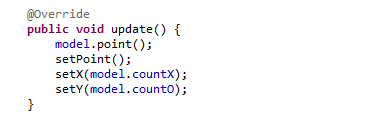 @Override
public void update() {
    model.point();
    setPoint();
    setX(model.countX);
    setY(model.countO);
}